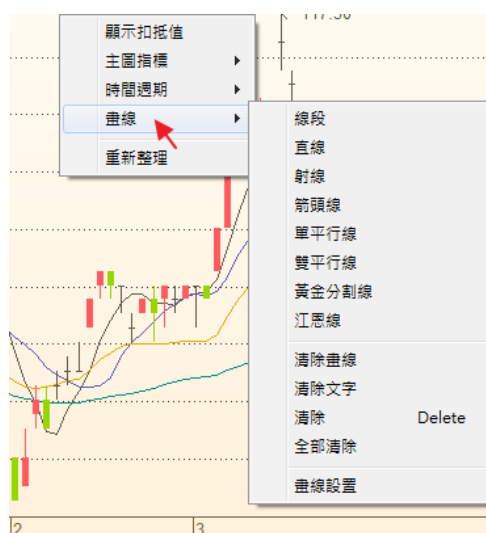 117.50
顯示扣抵值
主圖指標
時間週期
畫線
重新整理
線段
直線
射線
箭頭線
單平行線
雙平行線
黃金分割線
江恩線
清除畫線
清除文字
清除 Delete
全部清除
畫線設置
2 3